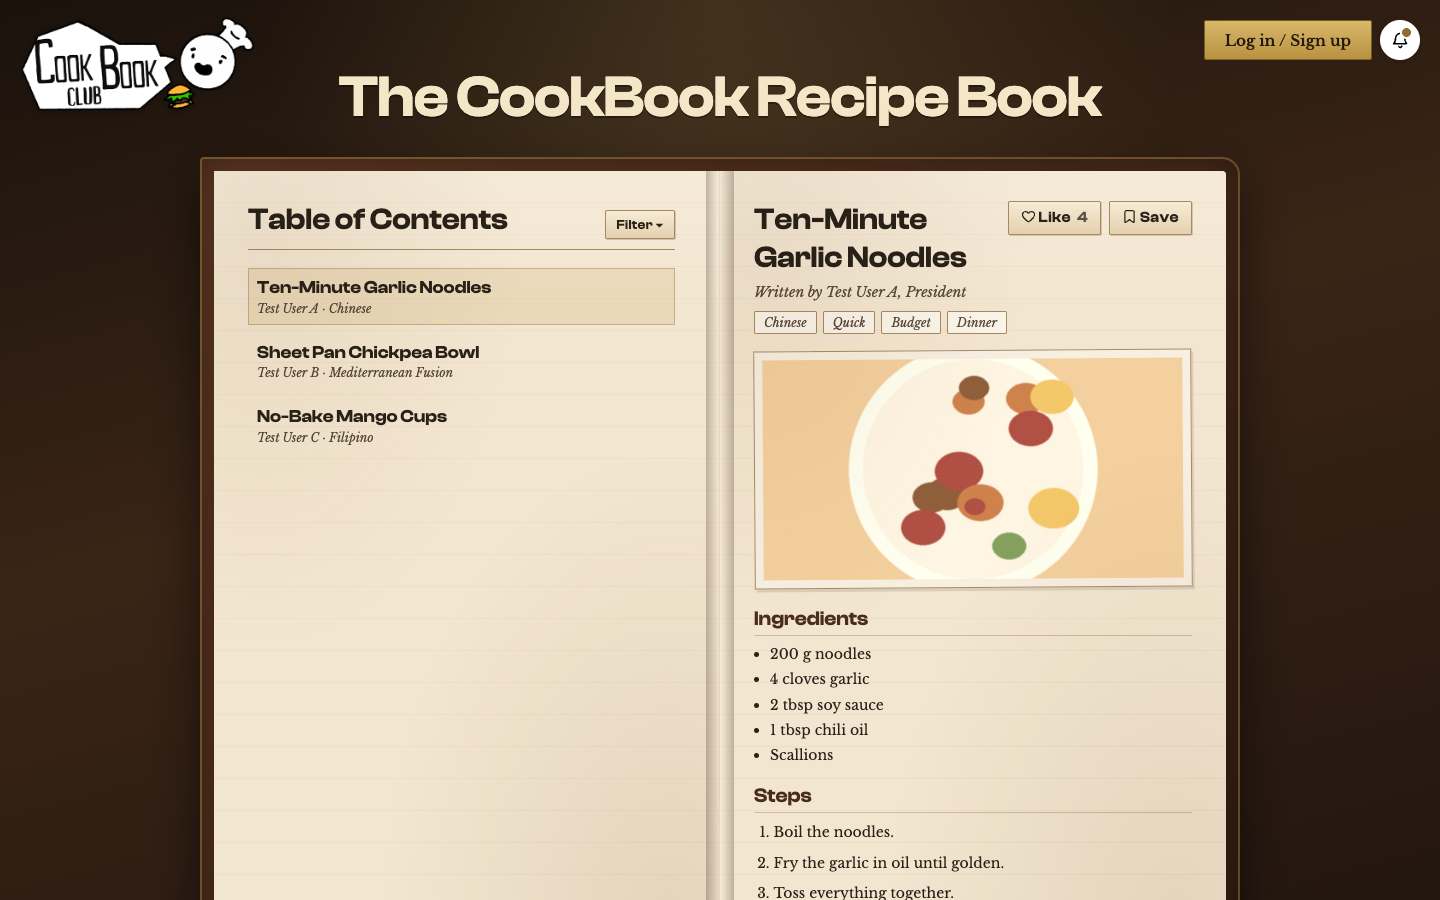 COOK BOOK
CLUB
Log in / Sign up
The CookBook Recipe Book
Table of Contents
Filter
Ten-Minute Garlic Noodles
Test User A · Chinese
Sheet Pan Chickpea Bowl
Test User B · Mediterranean Fusion
No-Bake Mango Cups
Test User C · Filipino
Ten-Minute
Garlic Noodles
Like 4
Save
Written by Test User A, President
Chinese Quick Budget Dinner
Ingredients
• 200 g noodles
• 4 cloves garlic
• 2 tbsp soy sauce
• 1 tbsp chili oil
• Scallions
Steps
1. Boil the noodles.
2. Fry the garlic in oil until golden.
3. Toss everything together.